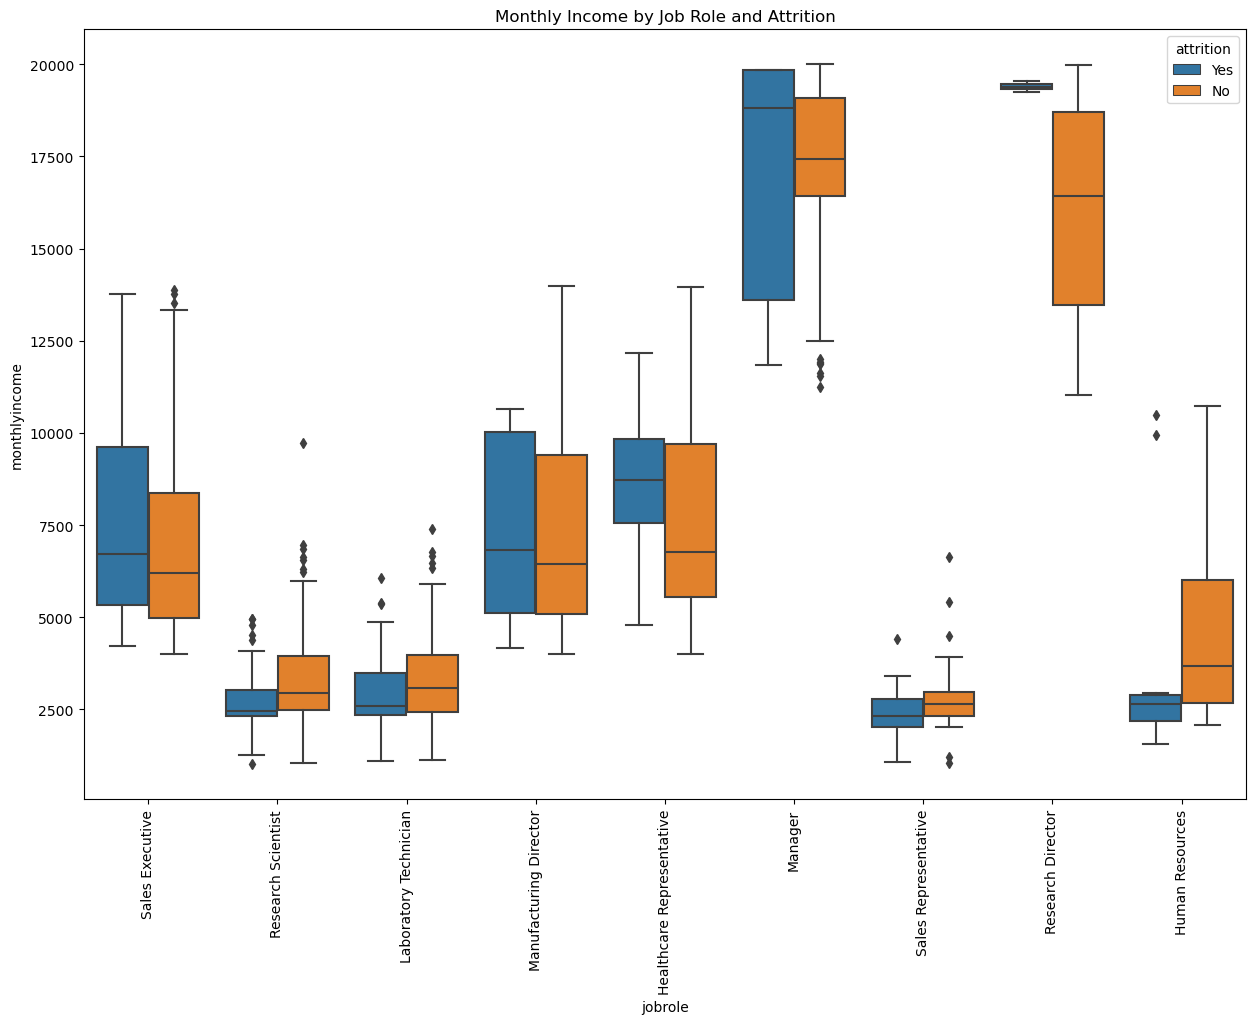 Monthly Income by Job Role and Attrition
attrition
Yes
No
20000
17500
15000
12500
10000
7500
5000
2500
monthlyincome
Sales Executive
Research Scientist
Laboratory Technician
Manufacturing Director
Healthcare Representative
Manager
Sales Representative
Research Director
Human Resources
jobrole